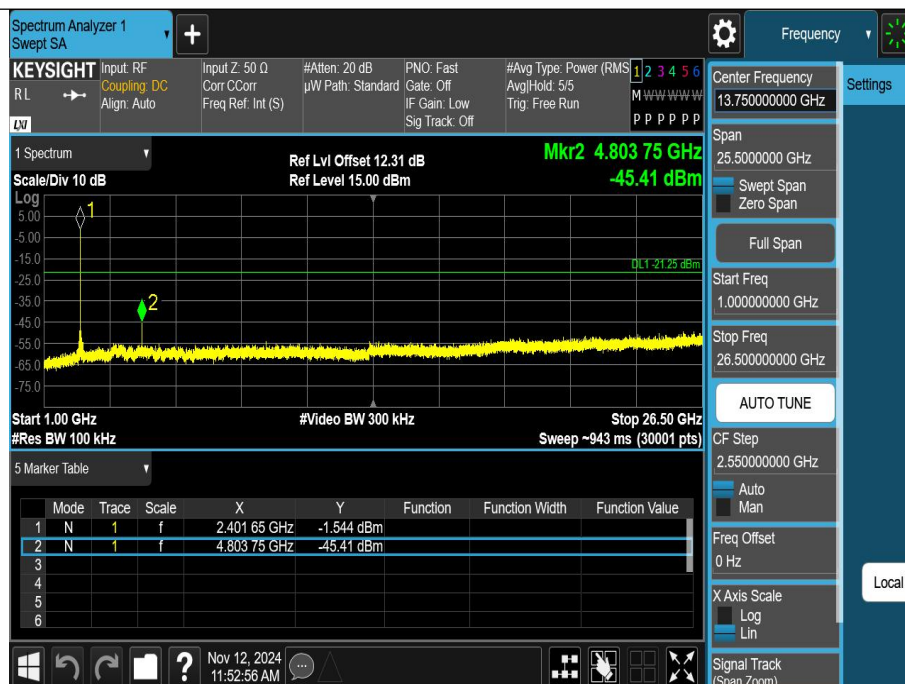 Spectrum Analyzer 1
Swept SA
+
Frequency
KEYSIGHT
RL
LXI
Input: RF
Coupling: DC
Align: Auto
Input Z: 50 Ω
Corr CCorr
Freq Ref: Int (S)
#Atten: 20 dB
µW Path: Standard
PNO: Fast
Gate: Off
IF Gain: Low
Sig Track: Off
#Avg Type: Power (RMS
Avg|Hold: 5/5
Trig: Free Run
1 2 3 4 5 6
M W W W W W
P P P P P P
Center Frequency
13.750000000 GHz
Settings
1 Spectrum
Scale/Div 10 dB
Ref Lvl Offset 12.31 dB
Ref Level 15.00 dBm
Mkr2 4.803 75 GHz
-45.41 dBm
Log
5.00
-5.00
-15.0
-25.0
-35.0
-45.0
-55.0
-65.0
-75.0
1
2
DL1 -21.25 dBm
Start 1.00 GHz
#Res BW 100 kHz
#Video BW 300 kHz
Stop 26.50 GHz
Sweep ~943 ms (30001 pts)
Span
25.5000000 GHz
Swept Span
Zero Span
Full Span
Start Freq
1.000000000 GHz
Stop Freq
26.500000000 GHz
AUTO TUNE
CF Step
2.550000000 GHz
Auto
Man
Freq Offset
0 Hz
X Axis Scale
Log
Lin
Signal Track
(Span Zoom)
Local
5 Marker Table
Mode Trace Scale X Y Function Function Width Function Value
1 N 1 f 2.401 65 GHz -1.544 dBm
2 N 1 f 4.803 75 GHz -45.41 dBm
3
4
5
6
?
Nov 12, 2024
11:52:56 AM